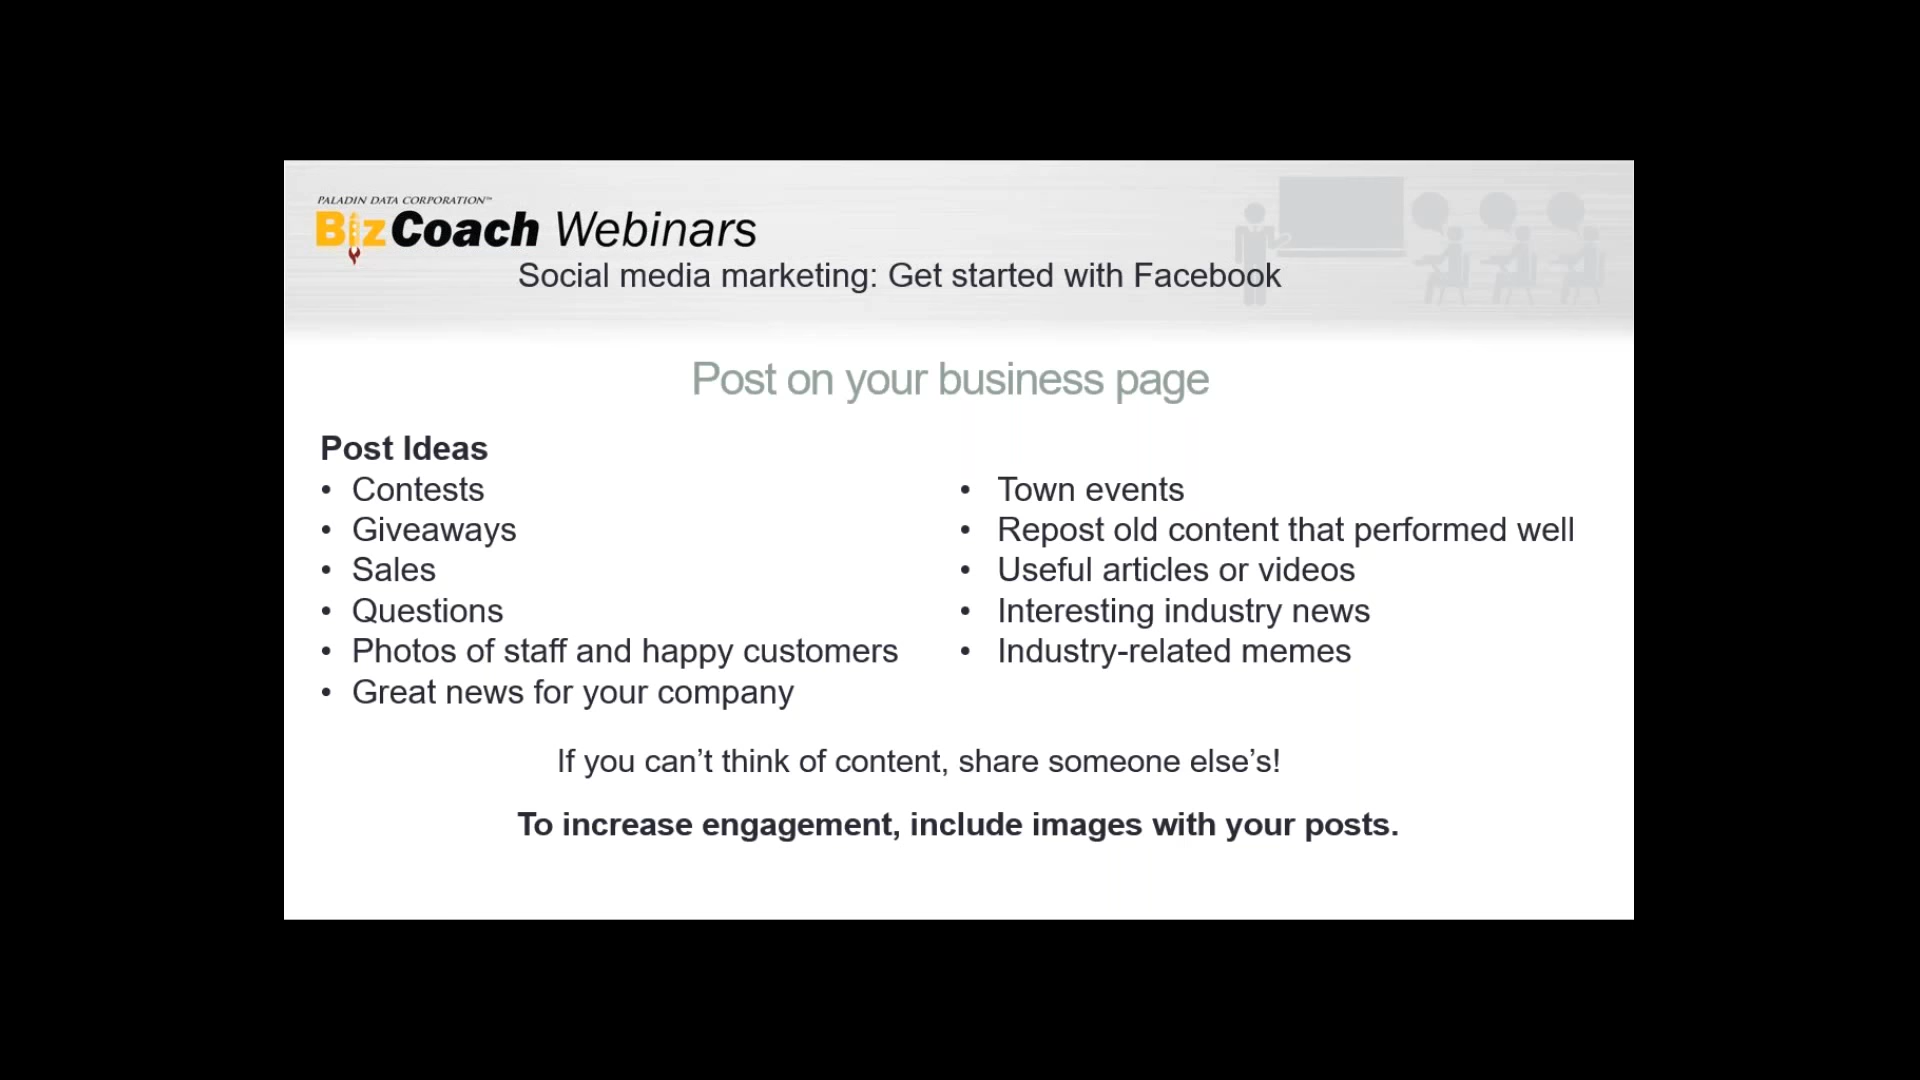 PALADIN DATA CORPORATION™
BizCoach Webinars
Social media marketing: Get started with Facebook
Post on your business page
Post Ideas
• Contests
• Giveaways
• Sales
• Questions
• Photos of staff and happy customers
• Great news for your company
• Town events
• Repost old content that performed well
• Useful articles or videos
• Interesting industry news
• Industry-related memes
If you can’t think of content, share someone else’s!
To increase engagement, include images with your posts.